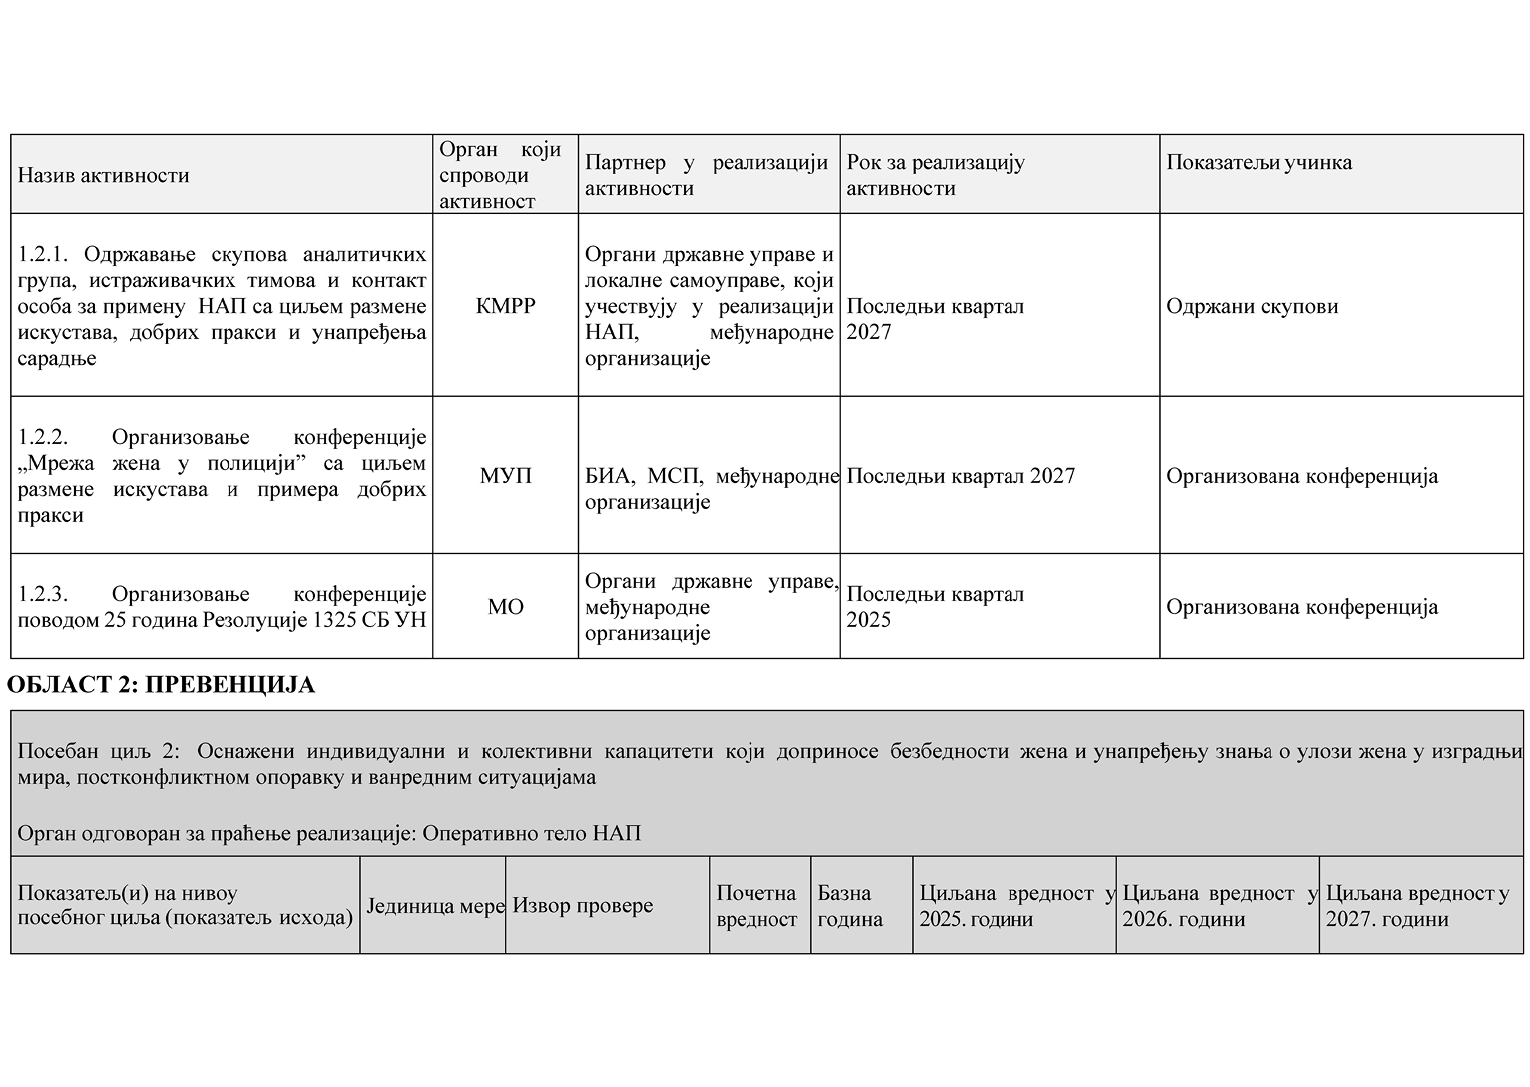 Назив активности
Орган који
спроводи
активност
Партнер у реализацији
активности
Рок за реализацију
активности
Показатељи учинка
1.2.1. Одржавање скупова аналитичких
група, истраживачких тимова и контакт
особа за примену НАП са циљем размене
искустава, добрих пракси и унапређења
сарадње
КМРР
Органи државне управе и
локалне самоуправе, који
учествују у реализацији
НАП, међународне
организације
Последњи квартал
2027
Одржани скупови
1.2.2. Организовање конференције
„Мрежа жена у полицији” са циљем
размене искустава и примера добрих
пракси
МУП
БИА, МСП, међународне
организације
Последњи квартал 2027
Организована конференција
1.2.3. Организовање конференције
поводом 25 година Резолуције 1325 СБ УН
МО
Органи државне управе,
међународне
организације
Последњи квартал
2025
Организована конференција
ОБЛАСТ 2: ПРЕВЕНЦИЈА
Посебан циљ 2: Оснажени индивидуални и колективни капацитети који доприносе безбедности жена и унапређењу знања о улози жена у изградњи
мира, постконфликтном опоравку и ванредним ситуацијама
Орган одговоран за праћење реализације: Оперативно тело НАП
Показатељ(и) на нивоу
посебног циља (показатељ исхода)
Јединица мере
Извор провере
Почетна
вредност
Базна
година
Циљана вредност у
2025. години
Циљана вредност у
2026. години
Циљана вредност у
2027. години